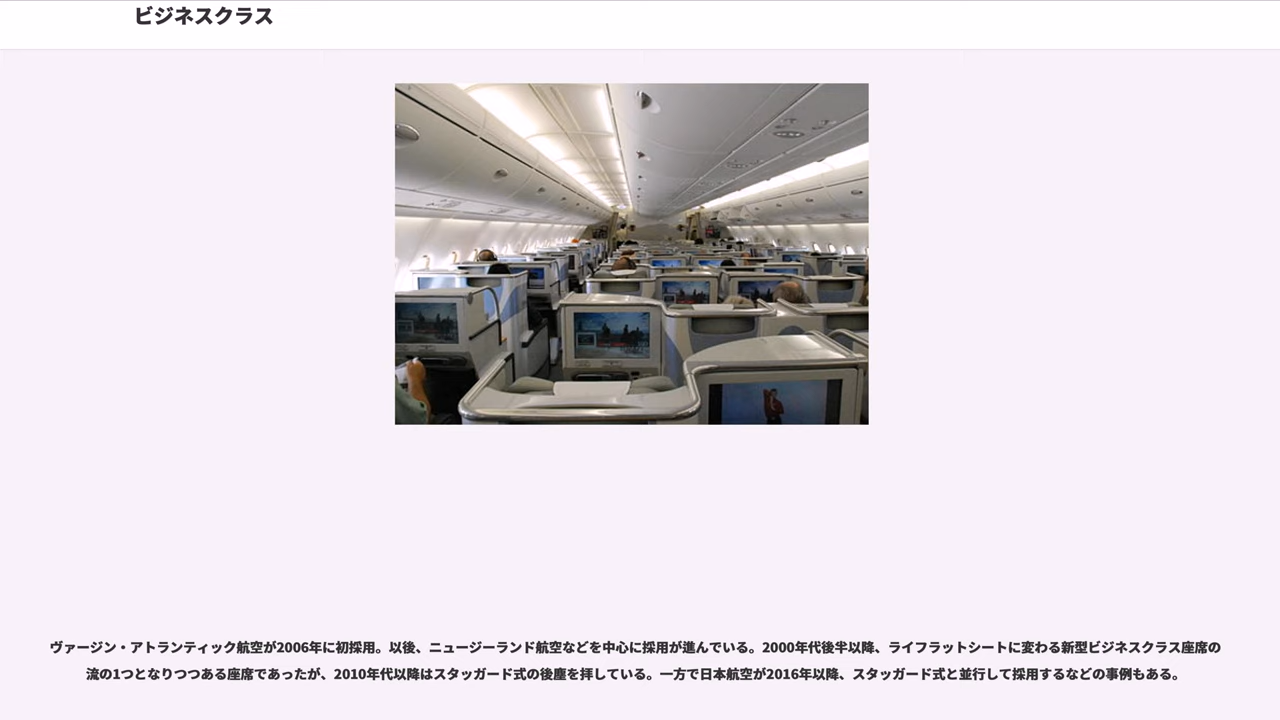 ビジネスクラス
ヴァージン・アトランティック航空が2006年に初採用。以後、ニュージーランド航空などを中心に採用が進んでいる。2000年代後半以降、ライフラットシートに変わる新型ビジネスクラス座席の
流の1つとなりつつある座席であったが、2010年代以降はスタッガード式の後塵を拝している。一方で日本航空が2016年以降、スタッガード式と並行して採用するなどの事例もある。